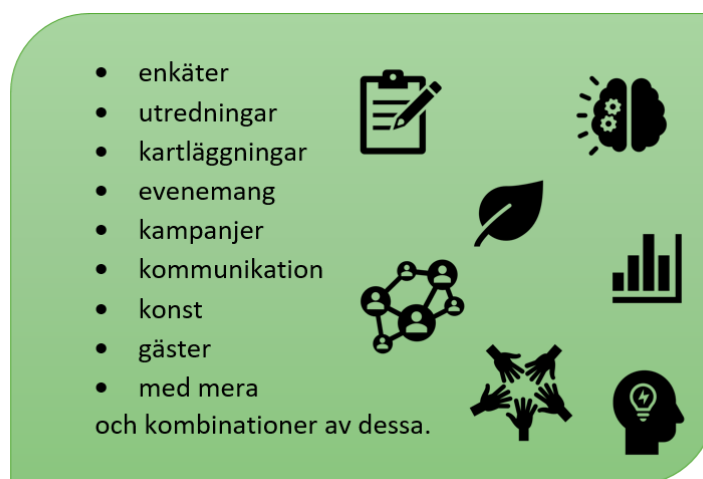 • enkäter
• utredningar
• kartläggningar
• evenemang
• kampanjer
• kommunikation
• konst
• gäster
• med mera
och kombinationer av dessa.